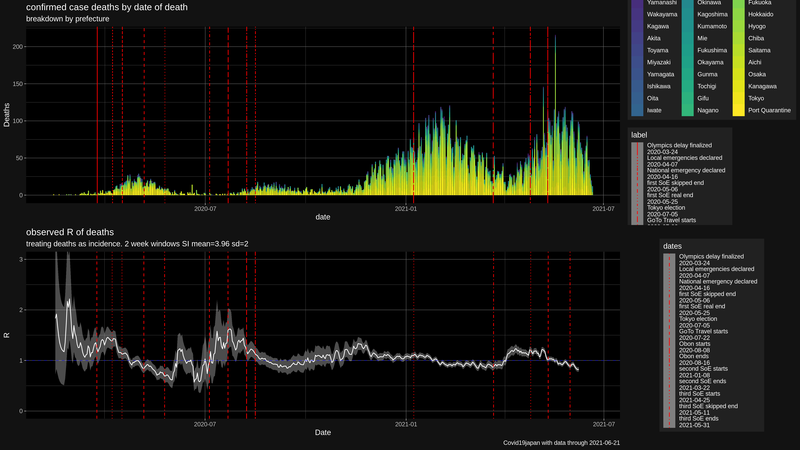 confirmed case deaths by date of death
breakdown by prefecture
200
150
100
50
0
Deaths
2020-07
2021-01
2021-07
date
Yamanashi
Okinawa
Fukuoka
Wakayama
Kagoshima
Hokkaido
Kagawa
Kumamoto
Hyogo
Akita
Mie
Chiba
Toyama
Fukushima
Saitama
Miyazaki
Okayama
Aichi
Yamagata
Gunma
Osaka
Ishikawa
Tochigi
Kanagawa
Oita
Gifu
Tokyo
Iwate
Nagano
Port Quarantine
label
Olympics delay finalized
2020-03-24
Local emergencies declared
2020-04-07
National emergency declared
2020-04-16
first SoE skipped end
2020-05-06
first SoE real end
2020-05-25
Tokyo election
2020-07-05
GoTo Travel starts
observed R of deaths
treating deaths as incidence. 2 week windows SI mean=3.96 sd=2
3
2
1
0
R
2020-07
2021-01
2021-07
date
dates
Olympics delay finalized
2020-03-24
Local emergencies declared
2020-04-07
National emergency declared
2020-04-16
first SoE skipped end
2020-05-06
first SoE real end
2020-05-25
Tokyo election
2020-07-05
GoTo Travel starts
2020-07-22
Obon starts
2020-08-08
Obon ends
2020-08-16
second SoE starts
2021-01-08
second SoE ends
2021-03-22
third SoE starts
2021-04-25
third SoE skipped end
2021-05-11
third SoE ends
2021-05-31
Covid19japan with data through 2021-06-21